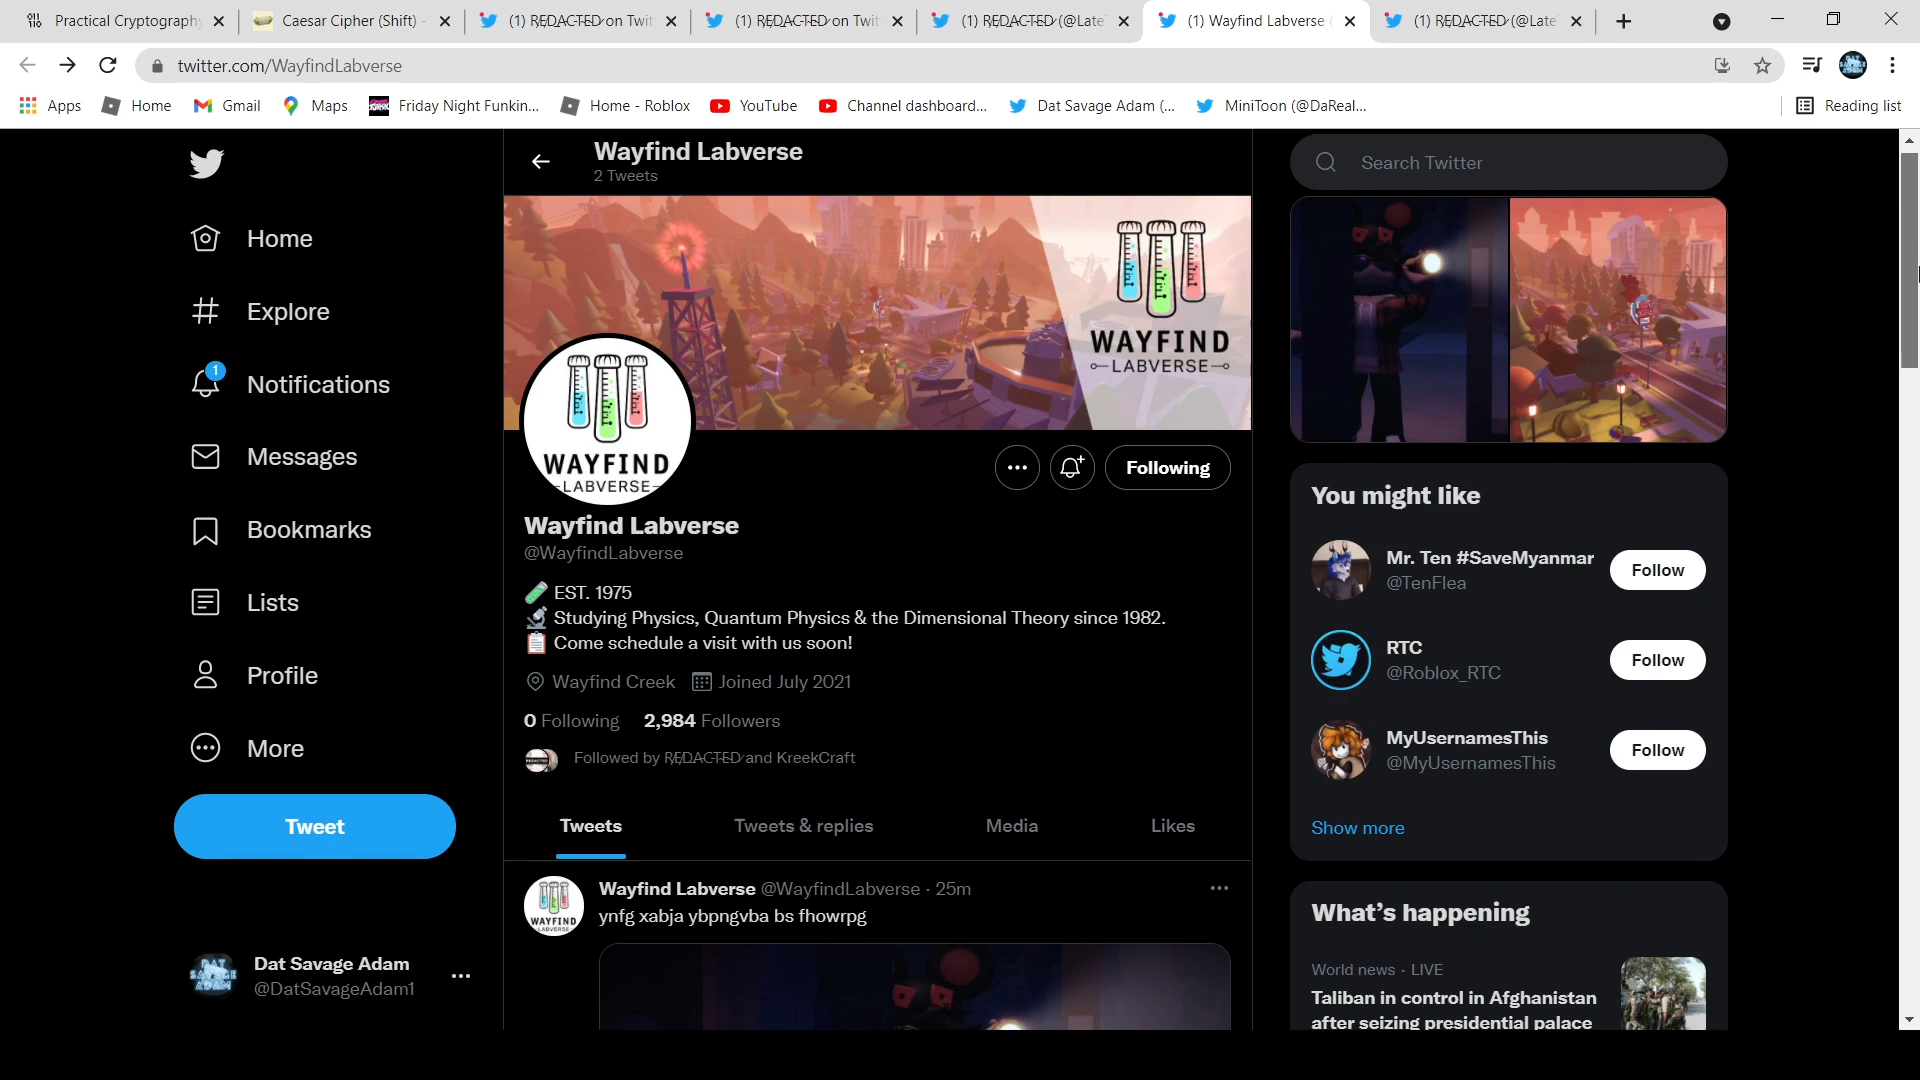 Practical Cryptography
Caesar Cipher (Shift) -
(1) REDACTED on Twit
(1) REDACTED on Twit
(1) REDACTED (@Late
(1) Wayfind Labverse (
(1) REDACTED (@Late
twitter.com/WayfindLabverse
Apps
Home
Gmail
Maps
Friday Night Funkin...
Home - Roblox
YouTube
Channel dashboard...
Dat Savage Adam (...
MiniToon (@DaReal...
Reading list
Home
Explore
1
Notifications
Messages
Bookmarks
Lists
Profile
More
Tweet
Dat Savage Adam
@DatSavageAdam1
Wayfind Labverse
2 Tweets
WAYFIND
LABVERSE
WAYFIND
LABVERSE
Following
Wayfind Labverse
@WayfindLabverse
EST. 1975
Studying Physics, Quantum Physics & the Dimensional Theory since 1982.
Come schedule a visit with us soon!
Wayfind Creek Joined July 2021
0 Following 2,984 Followers
Followed by REDACTED and KreekCraft
Tweets
Tweets & replies
Media
Likes
WAYFIND
LABVERSE
Wayfind Labverse @WayfindLabverse · 25m
ynfg xabja ybpngvba bs fhowrpg
Search Twitter
You might like
Mr. Ten #SaveMyanmar
@TenFlea
Follow
RTC
@Roblox_RTC
Follow
MyUsernamesThis
@MyUsernamesThis
Follow
Show more
What's happening
World news · LIVE
Taliban in control in Afghanistan
after seizing presidential palace